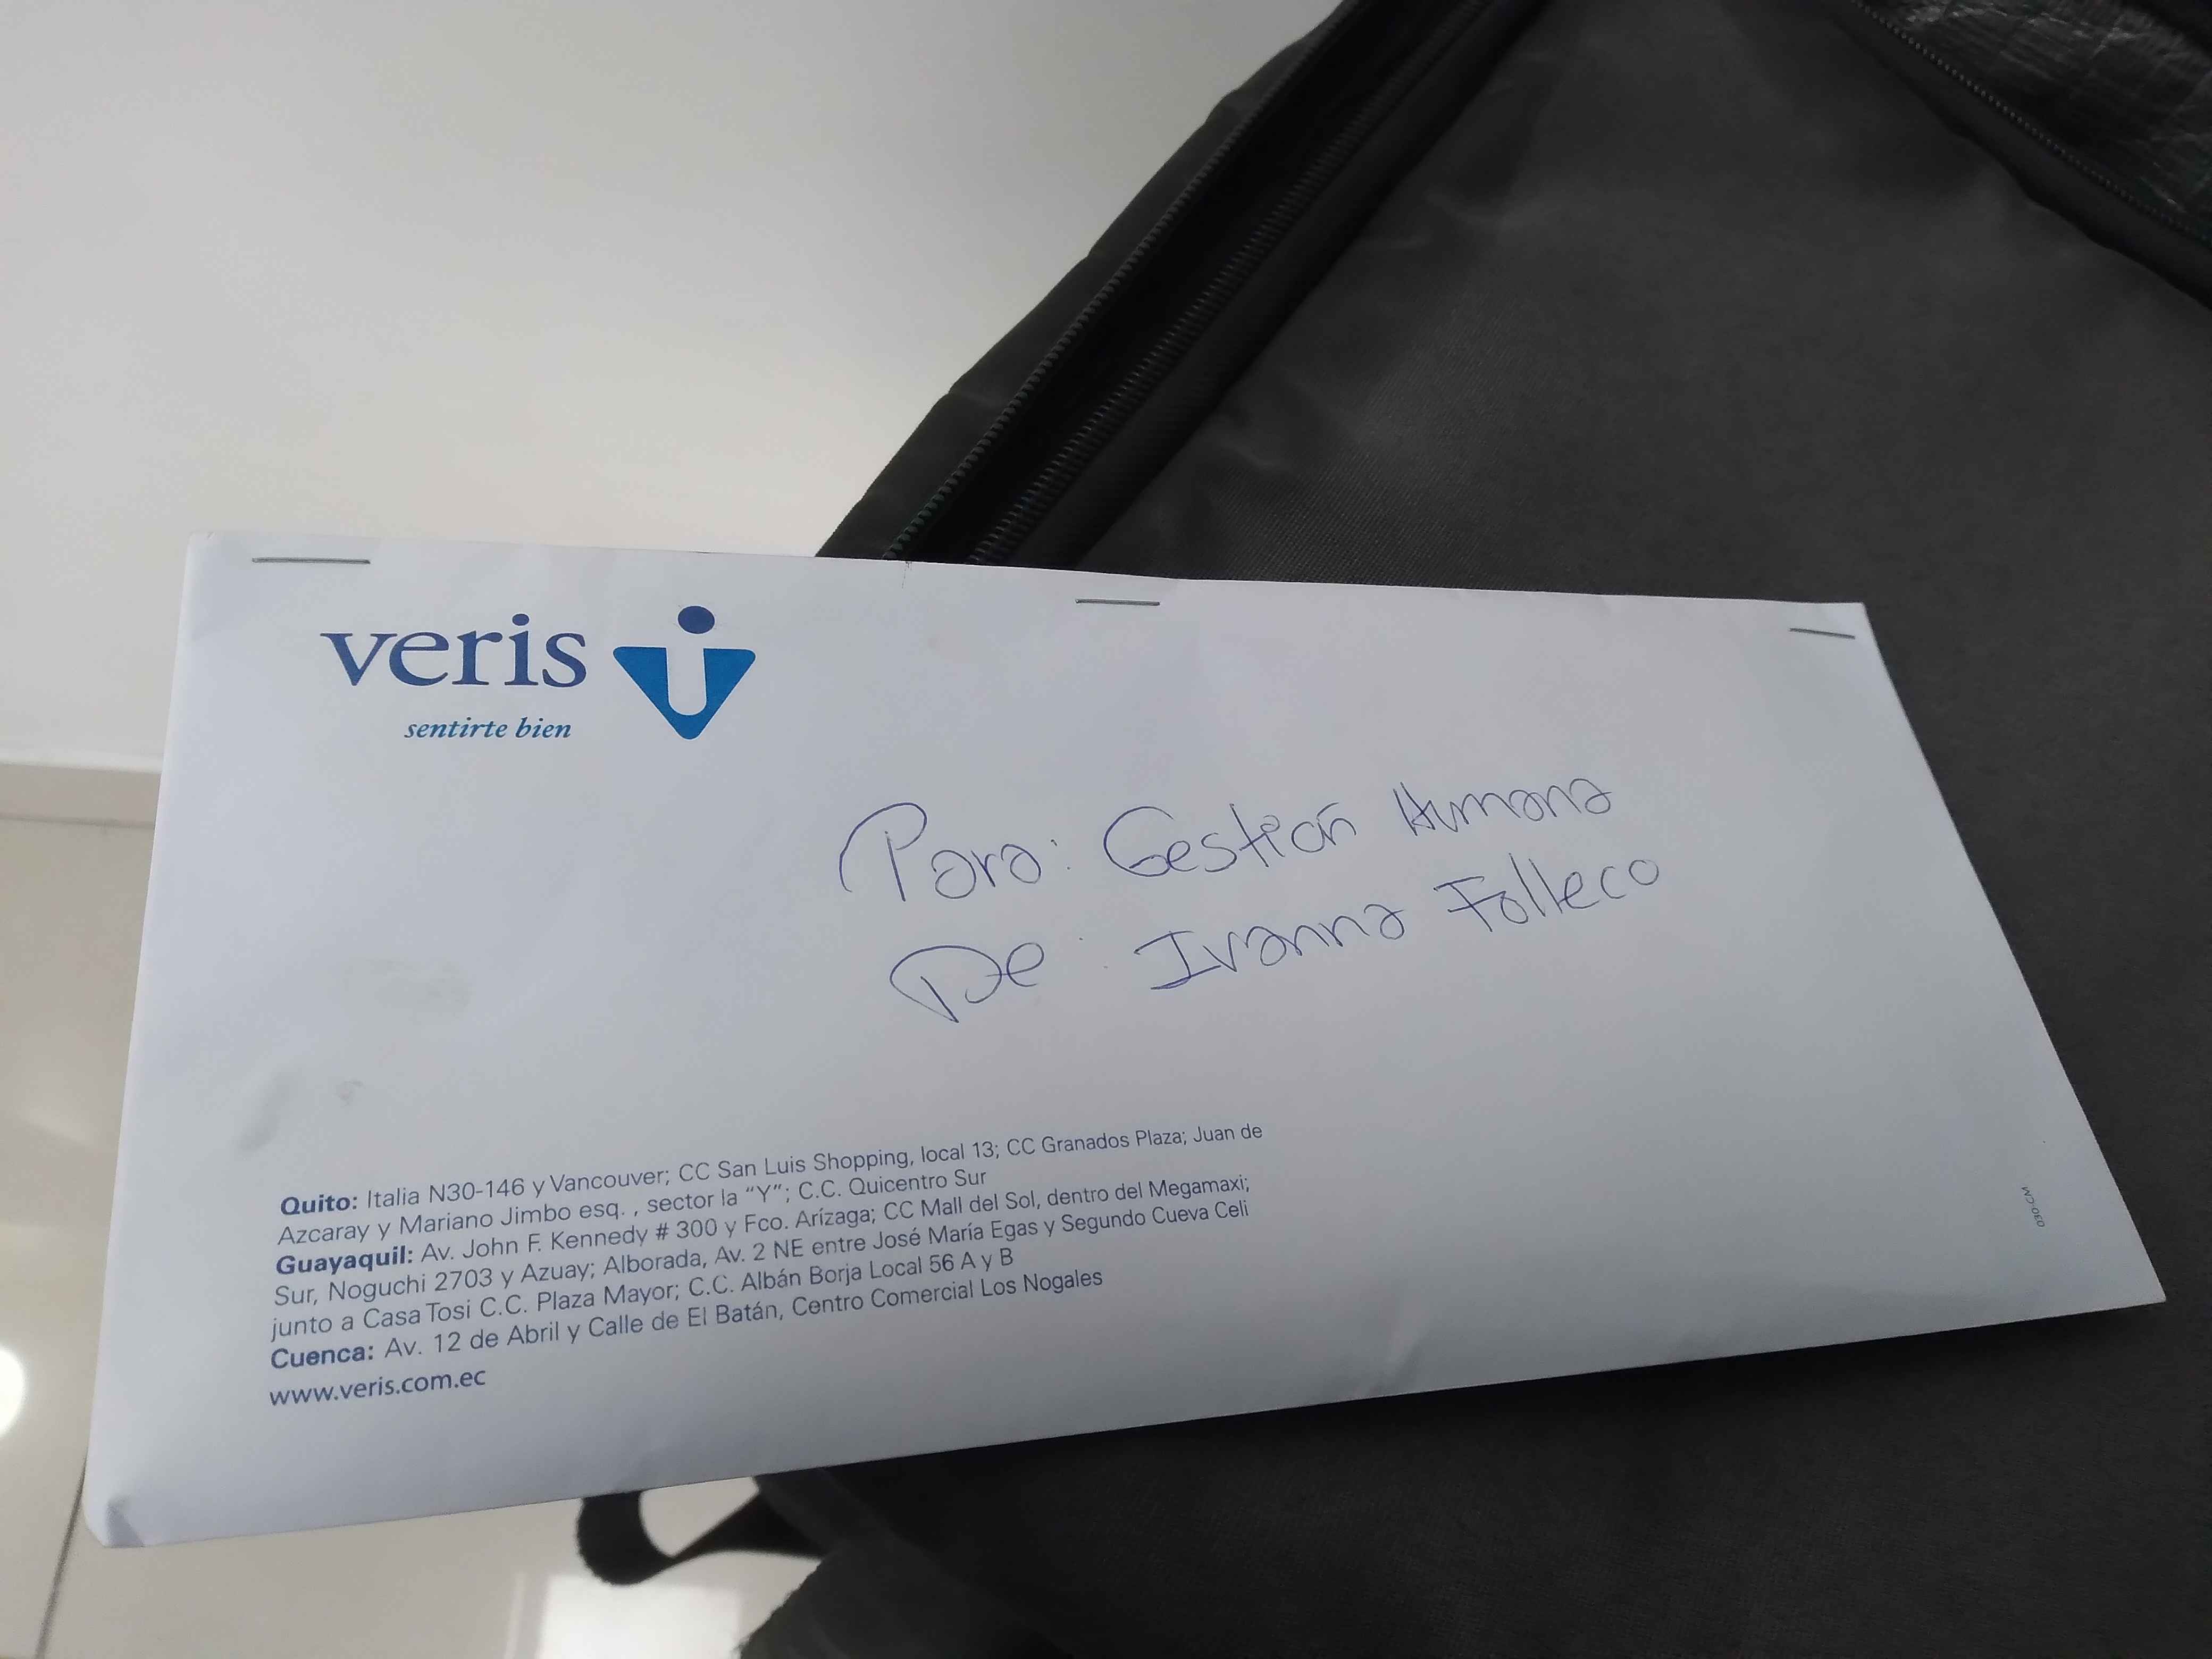 veris
sentirte bien
Para: Gestión Humana
De: Ivanna Folleco
Quito: Italia N30-146 y Vancouver; CC San Luis Shopping, local 13; CC Granados Plaza; Juan de
Azcaray y Mariano Jimbo esq. , sector la “Y”; C.C. Quicentro Sur
Guayaquil: Av. John F. Kennedy # 300 y Fco. Arízaga; CC Mall del Sol, dentro del Megamaxi;
Sur, Noguchi 2703 y Azuay; Alborada, Av. 2 NE entre José María Egas y Segundo Cueva Celi
junto a Casa Tosi C.C. Plaza Mayor; C.C. Albán Borja Local 56 A y B
Cuenca: Av. 12 de Abril y Calle de El Batán, Centro Comercial Los Nogales
www.veris.com.ec
030-CM